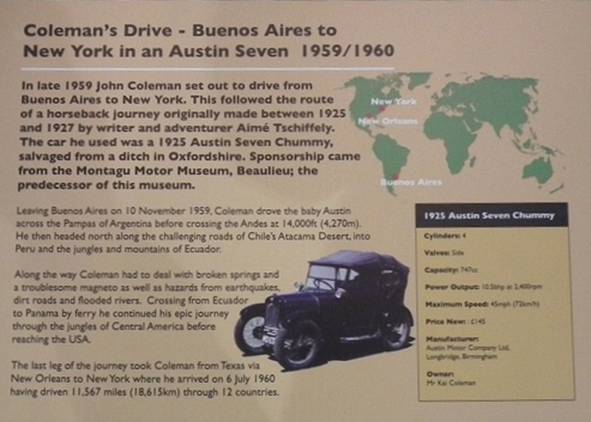 Coleman's Drive - Buenos Aires to
New York in an Austin Seven 1959/1960
In late 1959 John Coleman set out to drive from
Buenos Aires to New York. This followed the route
of a horseback journey originally made between 1925
and 1927 by writer and adventurer Aimé Tschiffely.
The car he used was a 1925 Austin Seven Chummy,
salvaged from a ditch in Oxfordshire. Sponsorship came
from the Montagu Motor Museum, Beaulieu; the
predecessor of this museum.
New York
New Orleans
Buenos Aires
Leaving Buenos Aires on 10 November 1959, Coleman drove the baby Austin
across the Pampas of Argentina before crossing the Andes at 14,000ft (4,270m).
He then headed north along the challenging roads of Chile's Atacama Desert, into
Peru and the jungles and mountains of Ecuador.
Along the way Coleman had to deal with broken springs and
a troublesome magneto as well as hazards from earthquakes,
dirt roads and flooded rivers. Crossing from Ecuador
to Panama by ferry he continued his epic journey
through the jungles of Central America before
reaching the USA.
The last leg of the journey took Coleman from Texas via
New Orleans to New York where he arrived on 6 July 1960
having driven 11,567 miles (18,615km) through 12 countries.
1925 Austin Seven Chummy
Cylinders: 4
Valves: Side
Capacity: 747cc
Power Output: 10.5bhp at 2,400rpm
Maximum Speed: 45mph (72km/h)
Price New: £145
Manufacturer:
Austin Motor Company Ltd,
Longbridge, Birmingham
Owner:
Mr Kai Coleman